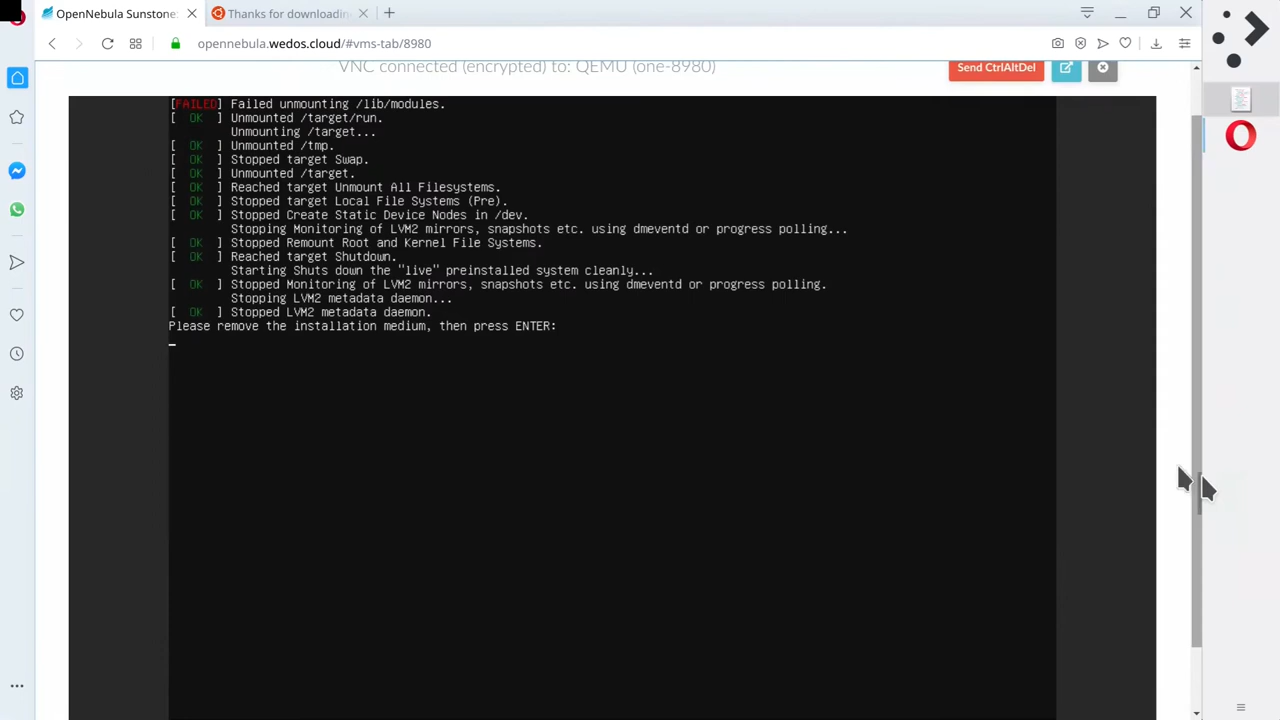 OpenNebula Sunstone:
Thanks for downloadin
opennebula.wedos.cloud/#vms-tab/8980
VNC connected (encrypted) to: QEMU (one-8980)
Send CtrlAltDel
[FAILED] Failed unmounting /lib/modules.
[ OK ] Unmounted /target/run.
Unmounting /target...
[ OK ] Unmounted /tmp.
[ OK ] Stopped target Swap.
[ OK ] Unmounted /target.
[ OK ] Reached target Unmount All Filesystems.
[ OK ] Stopped target Local File Systems (Pre).
[ OK ] Stopped Create Static Device Nodes in /dev.
Stopping Monitoring of LVM2 mirrors, snapshots etc. using dmeventd or progress polling...
[ OK ] Stopped Remount Root and Kernel File Systems.
[ OK ] Reached target Shutdown.
Starting Shuts down the "live" preinstalled system cleanly...
[ OK ] Stopped Monitoring of LVM2 mirrors, snapshots etc. using dmeventd or progress polling.
Stopping LVM2 metadata daemon...
[ OK ] Stopped LVM2 metadata daemon.
Please remove the installation medium, then press ENTER: